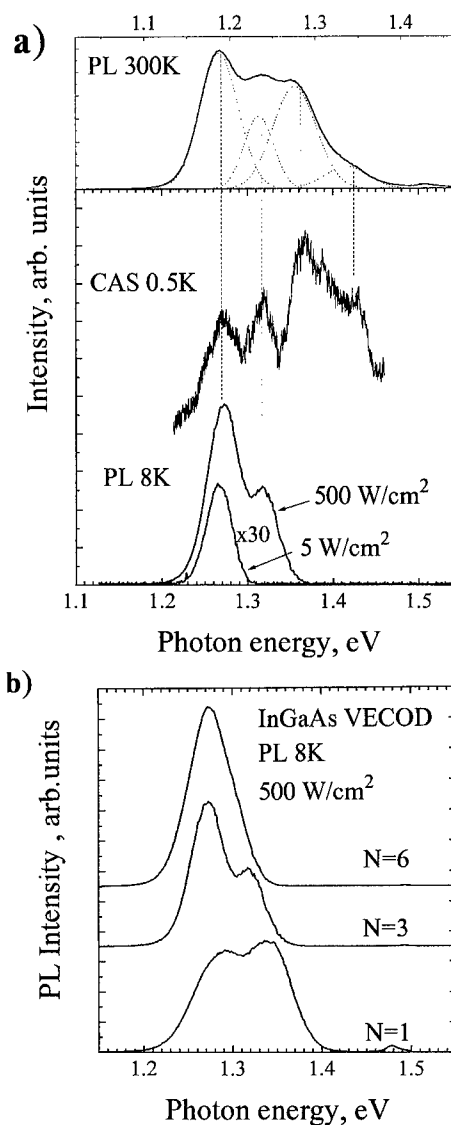 a)
1.1 1.2 1.3 1.4
PL 300K
CAS 0.5K
PL 8K
500 W/cm²
x30
5 W/cm²
Intensity, arb. units
1.1 1.2 1.3 1.4 1.5
Photon energy, eV
b)
InGaAs VECOD
PL 8K
500 W/cm²
N=6
N=3
N=1
PL Intensity , arb.units
1.2 1.3 1.4 1.5
Photon energy, eV